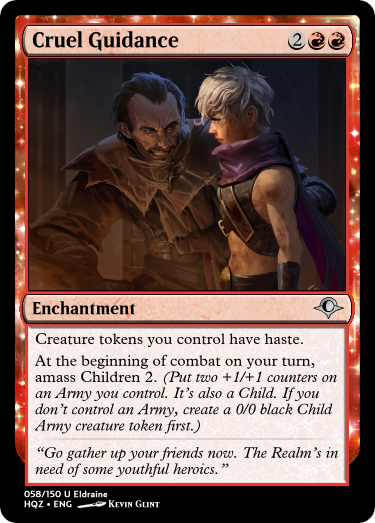 Cruel Guidance 2
Enchantment
Creature tokens you control have haste.
At the beginning of combat on your turn,
amass Children 2. (Put two +1/+1 counters on
an Army you control. It's also a Child. If you
don't control an Army, create a 0/0 black Child
Army creature token first.)
“Go gather up your friends now. The Realm's in
need of some youthful heroics.”
058/150 U Eldraine
HQZ • ENG Kevin Glint